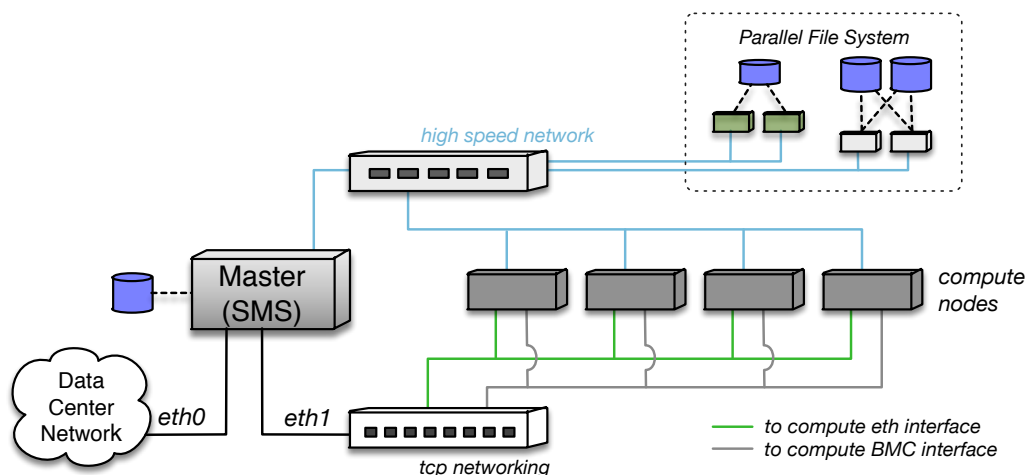 Parallel File System
high speed network
Master
(SMS)
compute
nodes
Data
Center
Network
eth0
eth1
to compute eth interface
to compute BMC interface
tcp networking